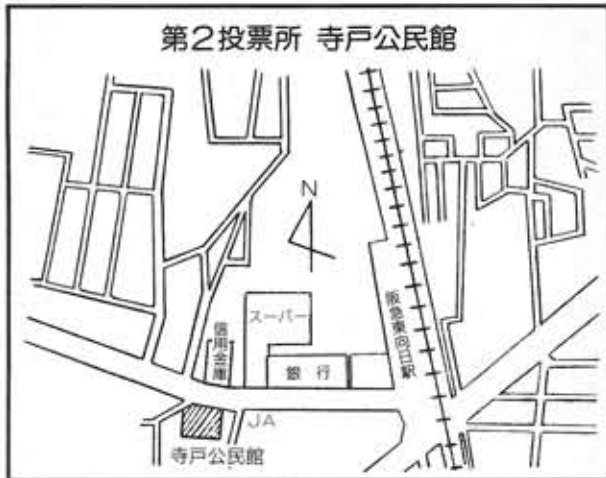 第2投票所 寺戸公民館
N
スーパー
信用金庫
銀行
阪急東向日駅
JA
寺戸公民館